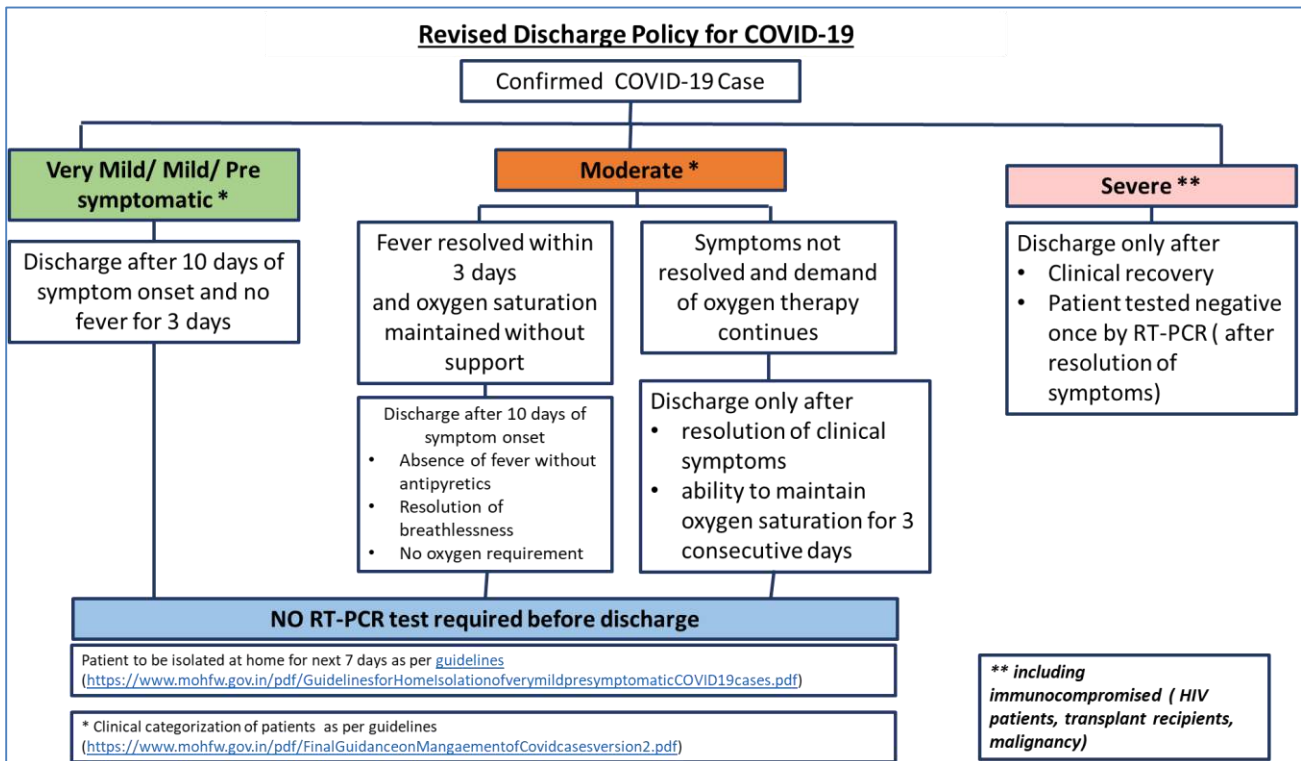 Revised Discharge Policy for COVID-19
Confirmed COVID-19 Case
Very Mild/ Mild/ Pre
symptomatic *
Discharge after 10 days of
symptom onset and no
fever for 3 days
Moderate *
Fever resolved within
3 days
and oxygen saturation
maintained without
support
Discharge after 10 days of
symptom onset
• Absence of fever without
antipyretics
• Resolution of
breathlessness
• No oxygen requirement
Symptoms not
resolved and demand
of oxygen therapy
continues
Discharge only after
• resolution of clinical
symptoms
• ability to maintain
oxygen saturation for 3
consecutive days
Severe **
Discharge only after
• Clinical recovery
• Patient tested negative
once by RT-PCR ( after
resolution of
symptoms)
NO RT-PCR test required before discharge
Patient to be isolated at home for next 7 days as per guidelines
(https://www.mohfw.gov.in/pdf/GuidelinesforHomeIsolationofverymildpresymptomaticCOVID19cases.pdf)
* Clinical categorization of patients as per guidelines
(https://www.mohfw.gov.in/pdf/FinalGuidanceonMangaementofCovidcasesversion2.pdf)
** including
immunocompromised ( HIV
patients, transplant recipients,
malignancy)